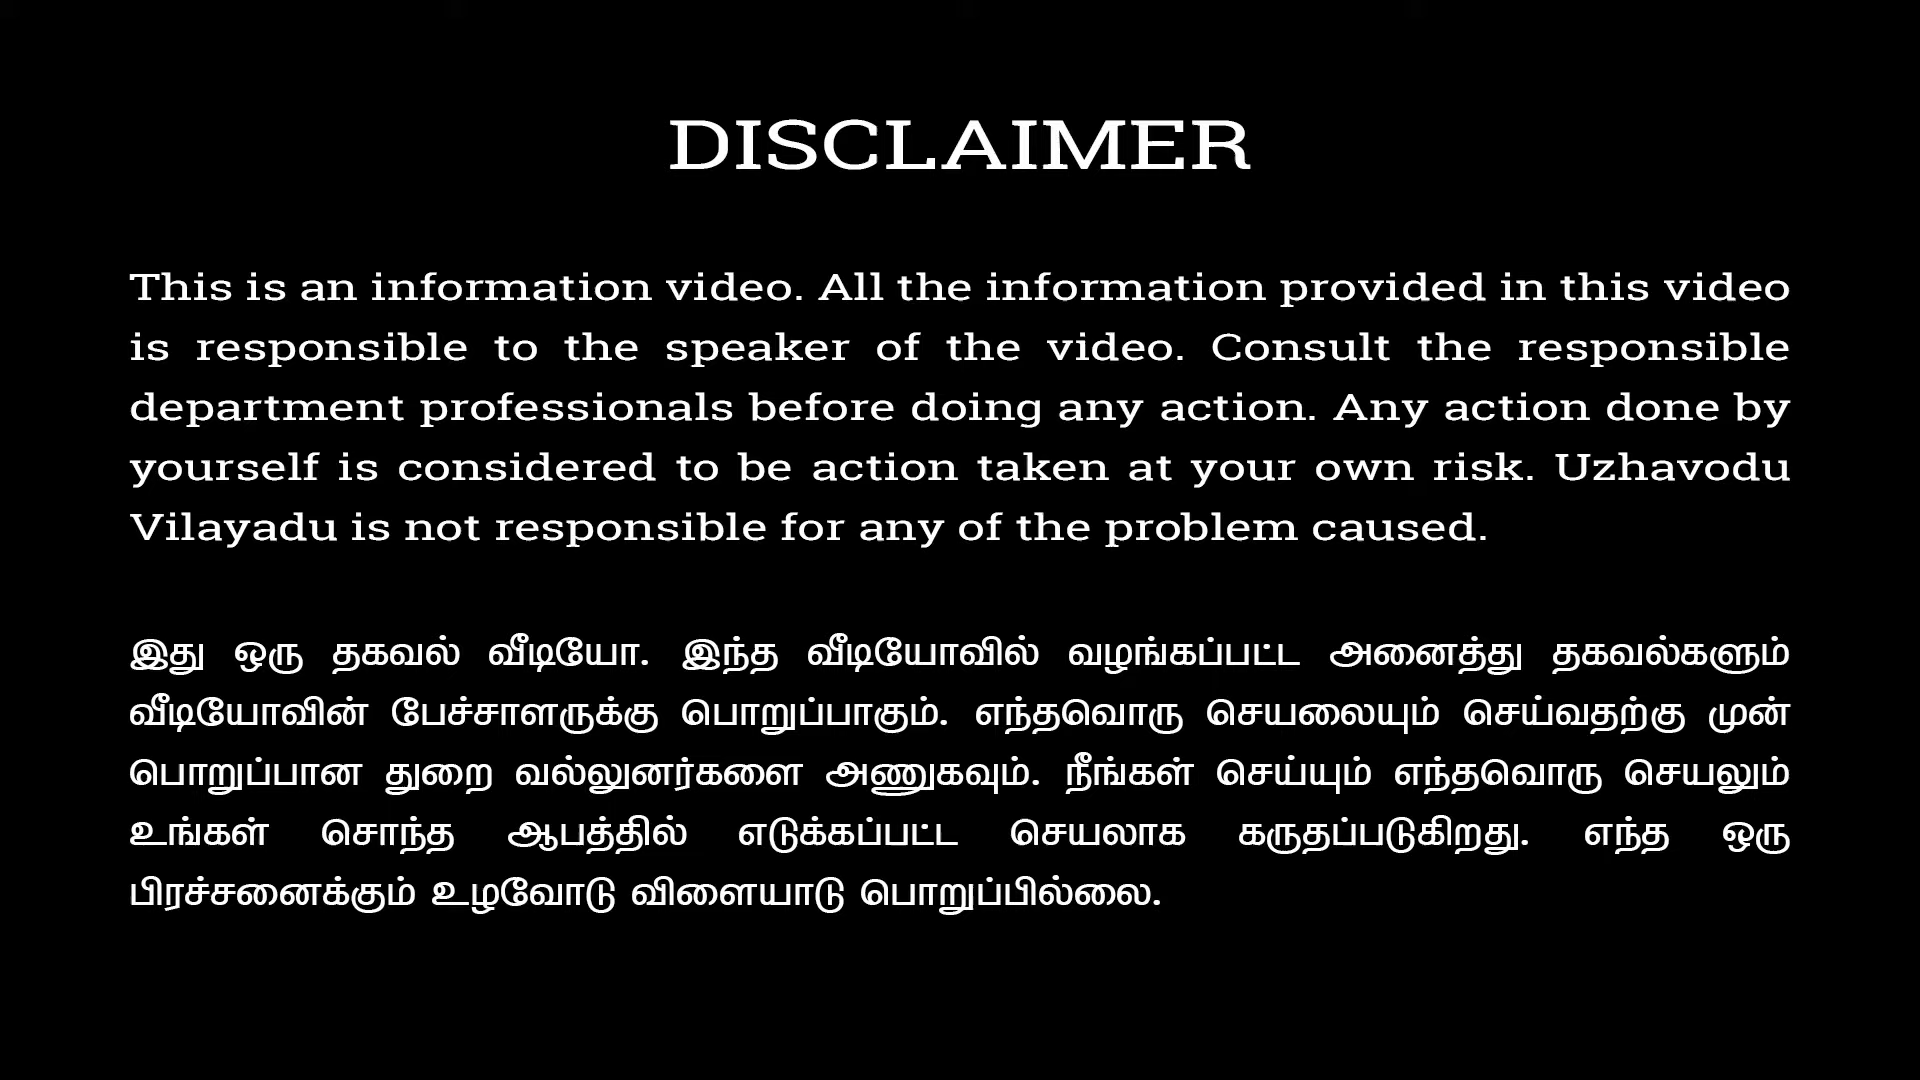 DISCLAIMER
This is an information video. All the information provided in this video
is responsible to the speaker of the video. Consult the responsible
department professionals before doing any action. Any action done by
yourself is considered to be action taken at your own risk. Uzhavodu
Vilayadu is not responsible for any of the problem caused.
இது ஒரு தகவல் வீடியோ. இந்த வீடியோவில் வழங்கப்பட்ட அனைத்து தகவல்களும்
வீடியோவின் பேச்சாளருக்கு பொறுப்பாகும். எந்தவொரு செயலையும் செய்வதற்கு முன்
பொறுப்பான துறை வல்லுனர்களை அணுகவும். நீங்கள் செய்யும் எந்தவொரு செயலும்
உங்கள் சொந்த ஆபத்தில் எடுக்கப்பட்ட செயலாக கருதப்படுகிறது. எந்த ஒரு
பிரச்சனைக்கும் உழவோடு விளையாடு பொறுப்பில்லை.